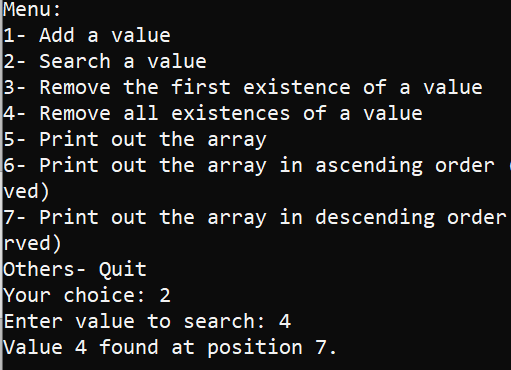 Menu:
1- Add a value
2- Search a value
3- Remove the first existence of a value
4- Remove all existences of a value
5- Print out the array
6- Print out the array in ascending order
ved)
7- Print out the array in descending order
rved)
Others- Quit
Your choice: 2
Enter value to search: 4
Value 4 found at position 7.